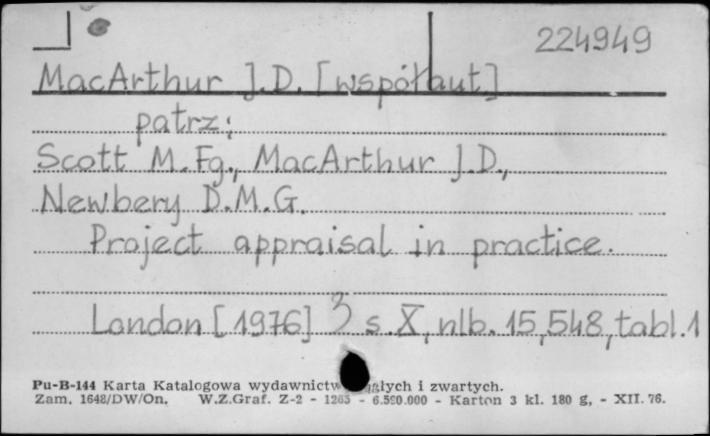 224949
MacArthur J.D. [współaut]
patrz:
Scott M.Fg., MacArthur J.D.,
Newbery D.M.G.
Project appraisal in practice.
London [1976] s.X, nlb. 15,548, tabl.1
Pu-B-144 Karta Katalogowa wydawnictw ciągłych i zwartych.
Zam. 1648/DW/On. W.Z.Graf. Z-2 - 1263 - 6.500.000 - Karton 3 kl. 180 g, - XII. 76.